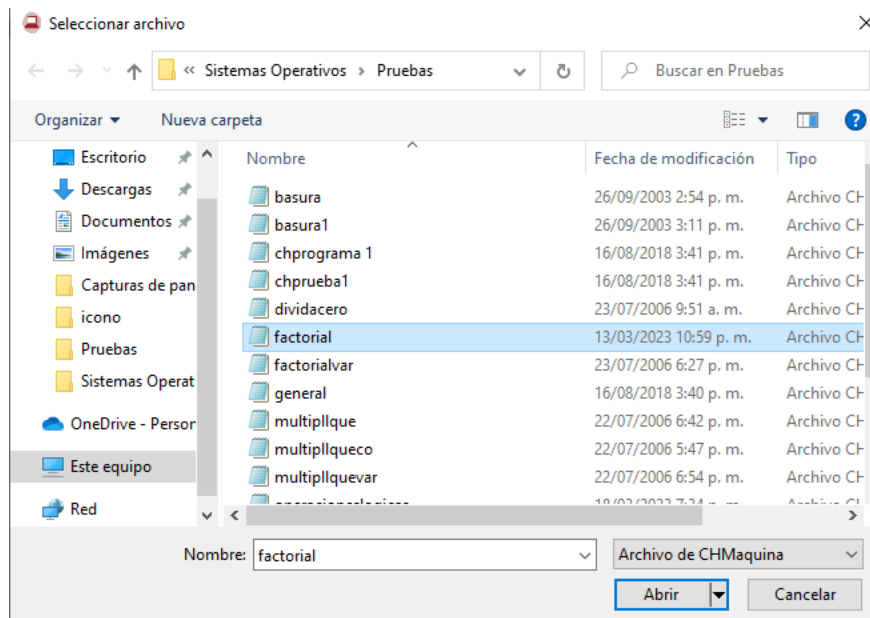 Seleccionar archivo
« Sistemas Operativos > Pruebas
Buscar en Pruebas
Organizar
Nueva carpeta
Nombre Fecha de modificación Tipo
Escritorio
Descargas
Documentos
Imágenes
Capturas de pan
icono
Pruebas
Sistemas Operat
OneDrive - Person
Este equipo
Red
basura 26/09/2003 2:54 p. m. Archivo CH
basura1 26/09/2003 3:11 p. m. Archivo CH
chprograma 1 16/08/2018 3:41 p. m. Archivo CH
chprueba1 16/08/2018 3:41 p. m. Archivo CH
dividacero 23/07/2006 9:51 a. m. Archivo CH
factorial 13/03/2023 10:59 p. m. Archivo CH
factorialvar 23/07/2006 6:27 p. m. Archivo CH
general 16/08/2018 3:40 p. m. Archivo CH
multipllque 22/07/2006 6:42 p. m. Archivo CH
multipllqueco 22/07/2006 5:47 p. m. Archivo CH
multipllquevar 22/07/2006 6:54 p. m. Archivo CH
Nombre: factorial
Archivo de CHMaquina
Abrir
Cancelar